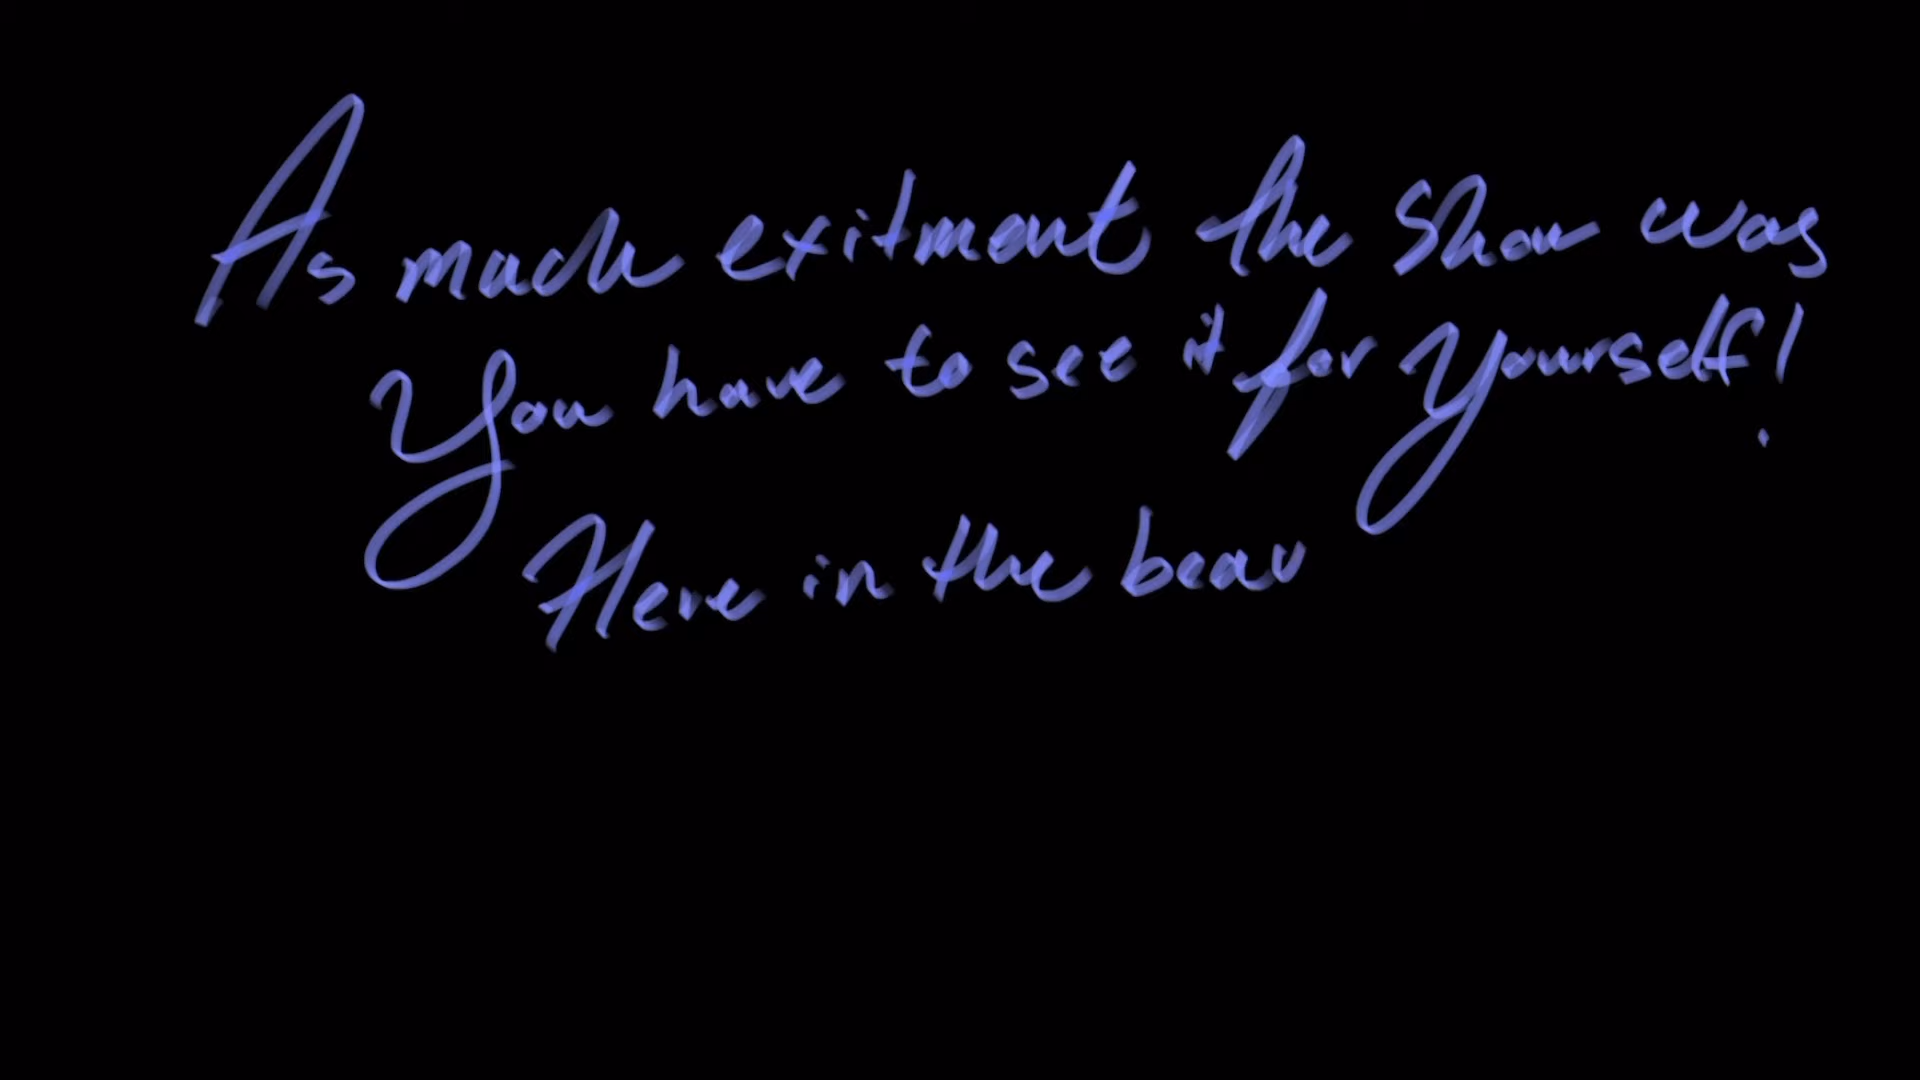 As much exitment the show was
You have to see it for yourself!
Here in the beau